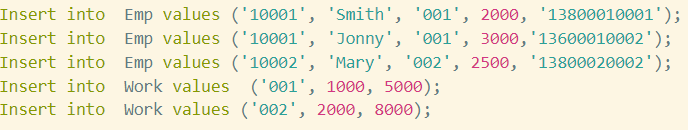 Insert into  Emp values ('10001', 'Smith', '001', 2000, '13800010001');
Insert into  Emp values ('10001', 'Jonny', '001', 3000,'13600010002');
Insert into  Emp values ('10002', 'Mary', '002', 2500, '13800020002');
Insert into  Work values  ('001', 1000, 5000);
Insert into  Work values ('002', 2000, 8000);